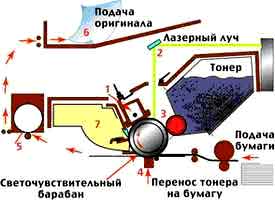 Подача
оригинала
6
Лазерный луч
2
Тонер
1
3
7
5
4
Подача
бумаги
Светочувствительный
барабан
Перенос тонера
на бумагу